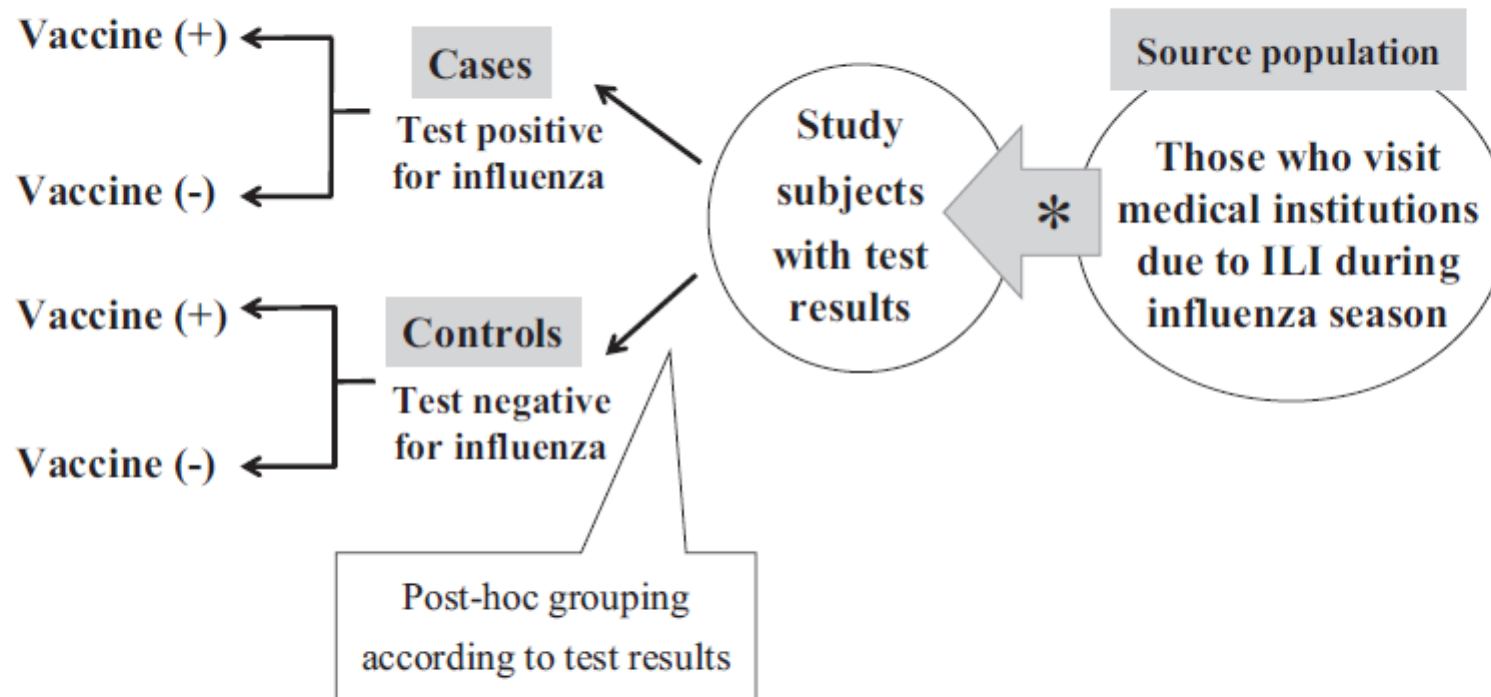 Vaccine (+)
Vaccine (-)
Cases
Test positive
for influenza
Vaccine (+)
Vaccine (-)
Controls
Test negative
for influenza
Post-hoc grouping
according to test results
Study
subjects
with test
results
*
Source population
Those who visit
medical institutions
due to ILI during
influenza season